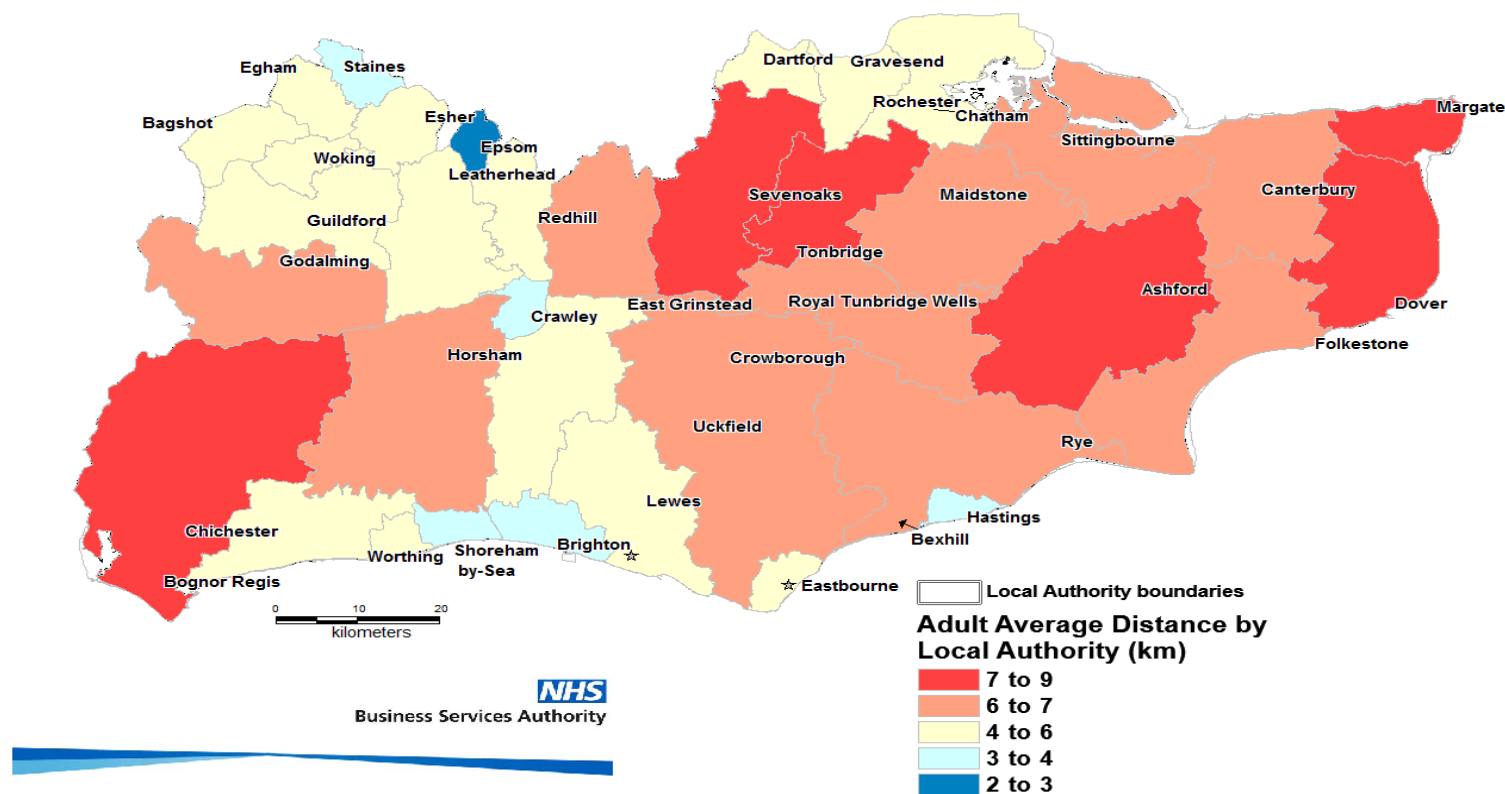 Dartford
Gravesend
Egham
Staines
Rochester
Margate
Bagshot
Esher
Chatham
Epsom
Sittingbourne
Woking
Leatherhead
Sevenoaks
Maidstone
Canterbury
Guildford
Redhill
Godalming
Tonbridge
Ashford
East Grinstead
Royal Tunbridge Wells
Dover
Crawley
Folkestone
Horsham
Crowborough
Uckfield
Rye
Lewes
Hastings
Chichester
Bexhill
Worthing
Shoreham
by-Sea
Brighton
Bognor Regis
Eastbourne
0 10 20
kilometers
Local Authority boundaries
Adult Average Distance by
Local Authority (km)
7 to 9
6 to 7
4 to 6
3 to 4
2 to 3
NHS
Business Services Authority